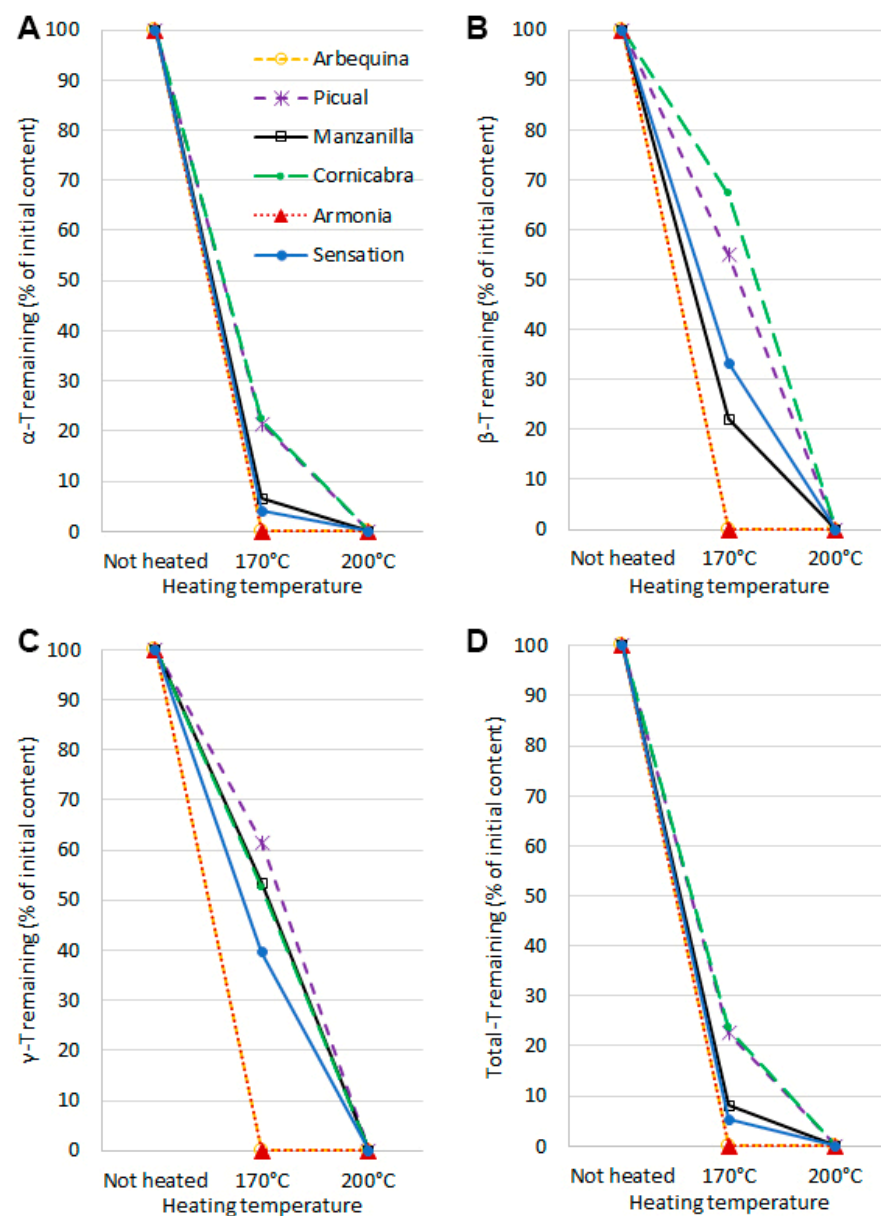 A
α-T remaining (% of initial content)
100
90
80
70
60
50
40
30
20
10
0
Arbequina
Picual
Manzanilla
Cornicabra
Armonia
Sensation
Not heated 170°C 200°C
Heating temperature
B
β-T remaining (% of initial content)
100
90
80
70
60
50
40
30
20
10
0
Not heated 170°C 200°C
Heating temperature
C
γ-T remaining (% of initial content)
100
90
80
70
60
50
40
30
20
10
0
Not heated 170°C 200°C
Heating temperature
D
Total-T remaining (% of initial content)
100
90
80
70
60
50
40
30
20
10
0
Not heated 170°C 200°C
Heating temperature